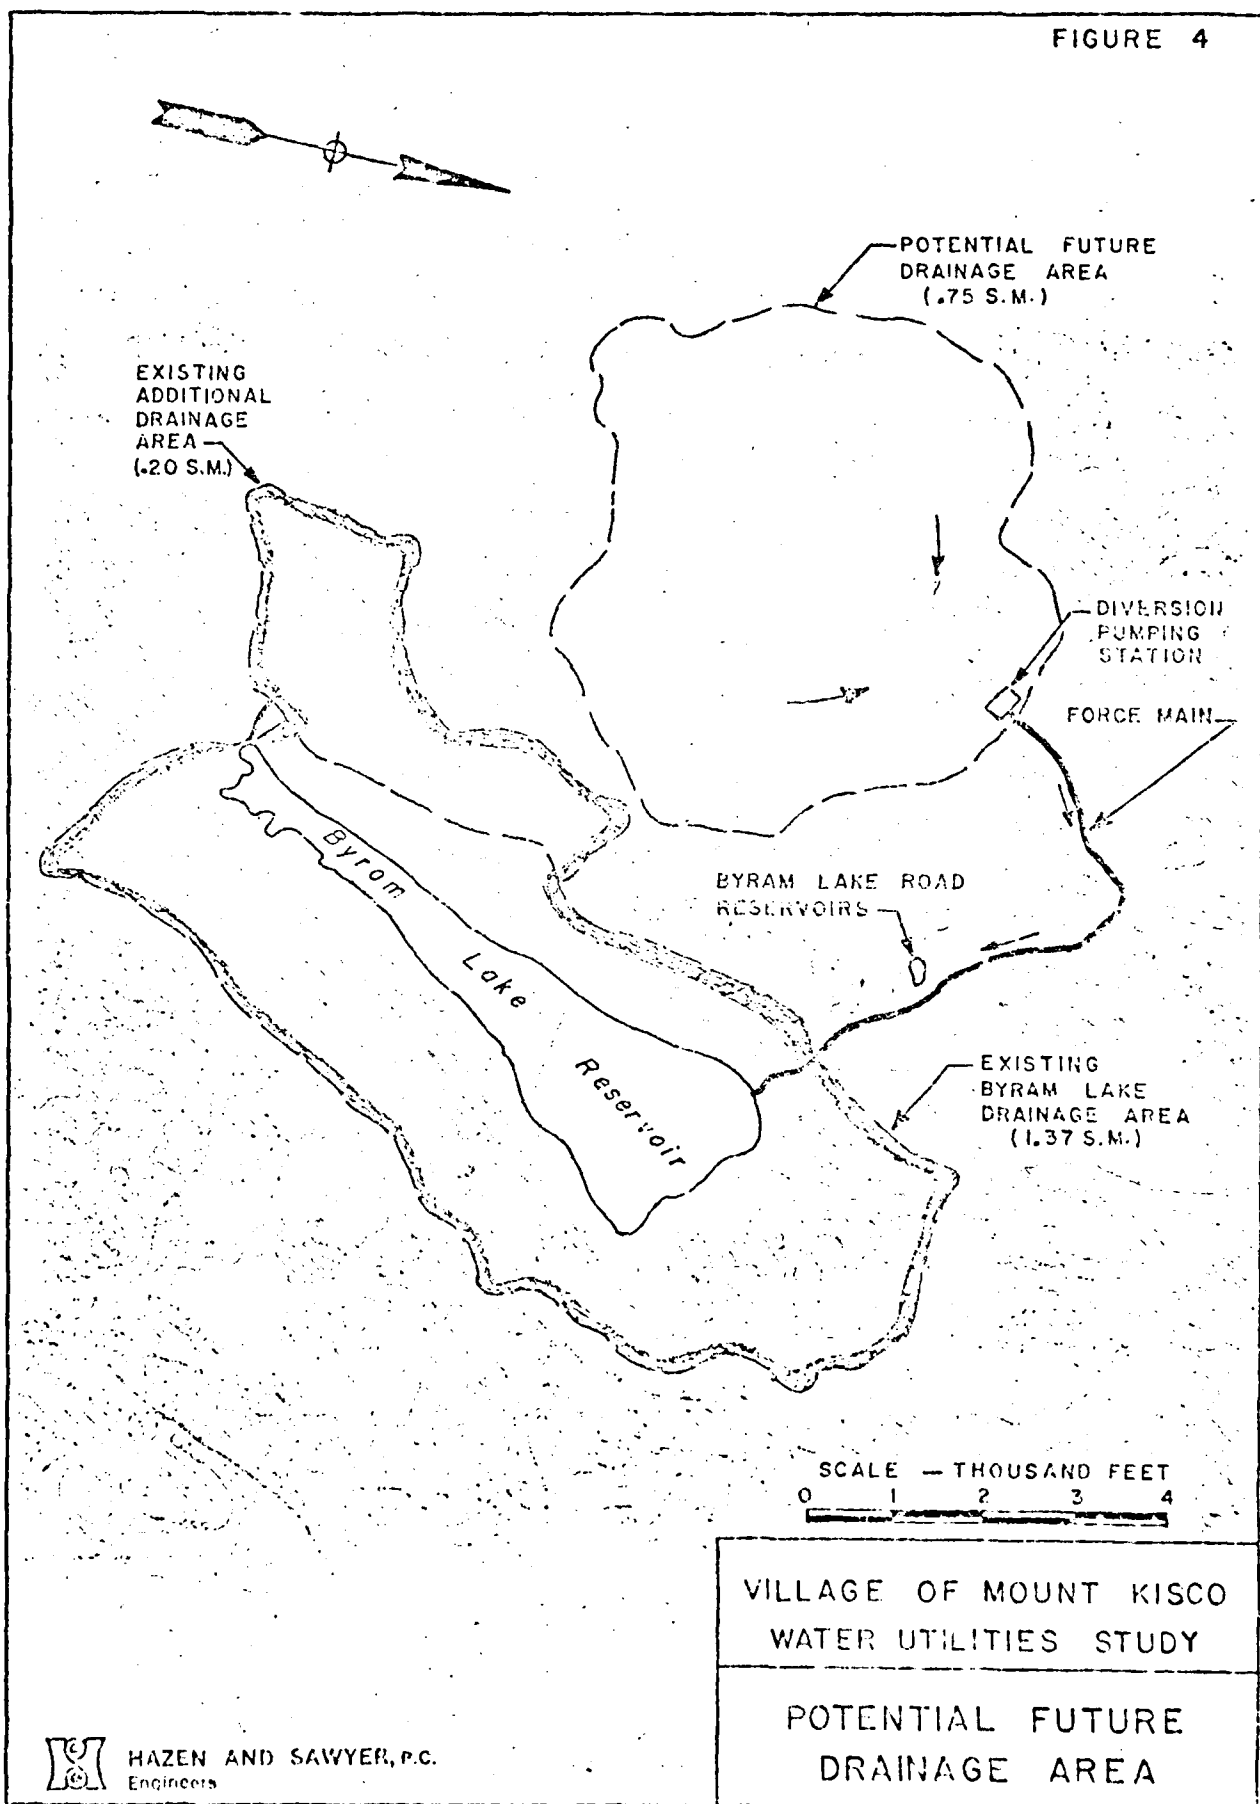 FIGURE 4
POTENTIAL FUTURE
DRAINAGE AREA
(.75 S.M.)
EXISTING
ADDITIONAL
DRAINAGE
AREA
(.20 S.M.)
DIVERSION
PUMPING
STATION
FORCE MAIN
Byram
Lake
Reservoir
BYRAM LAKE ROAD
RESERVOIRS
EXISTING
BYRAM LAKE
DRAINAGE AREA
(1.37 S.M.)
SCALE — THOUSAND FEET
0 1 2 3 4
VILLAGE OF MOUNT KISCO
WATER UTILITIES STUDY
POTENTIAL FUTURE
DRAINAGE AREA
HAZEN AND SAWYER, P.C.
Engineers